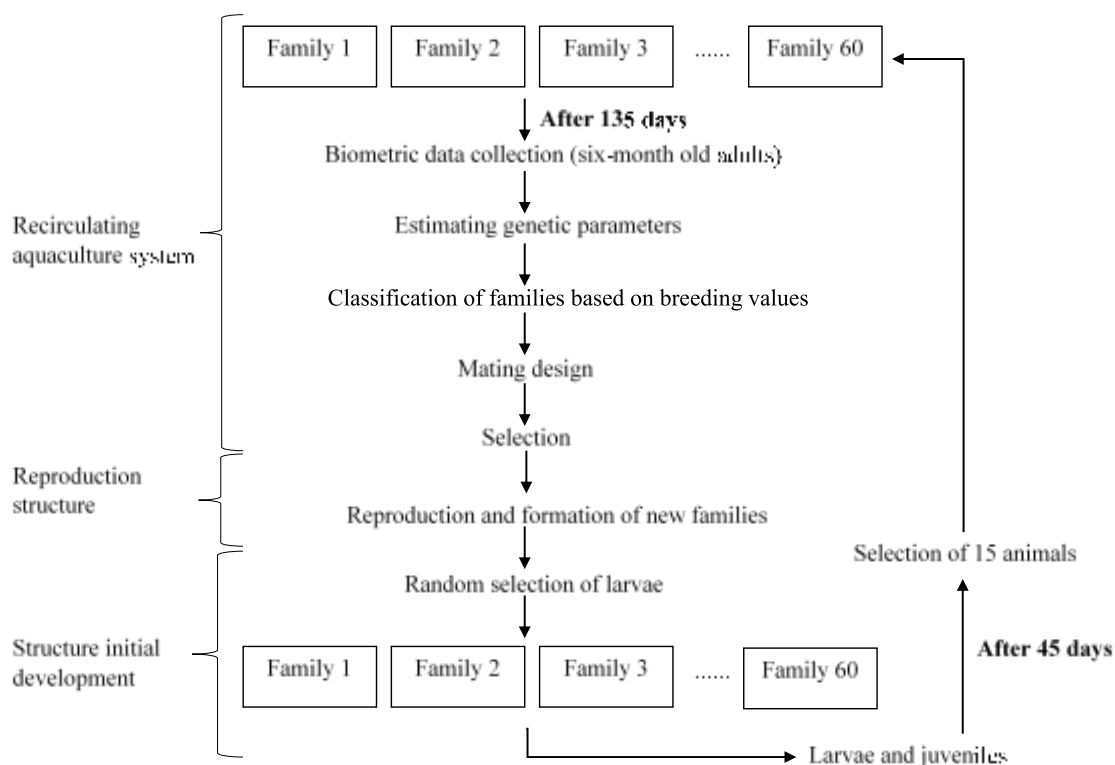 Family 1 Family 2 Family 3 ...... Family 60
After 135 days
Biometric data collection (six-month old adults)
Recirculating
aquaculture system
Estimating genetic parameters
Classification of families based on breeding values
Mating design
Selection
Reproduction
structure
Reproduction and formation of new families
Selection of 15 animals
Random selection of larvae
Structure initial
development
Family 1 Family 2 Family 3 ...... Family 60
After 45 days
Larvae and juveniles